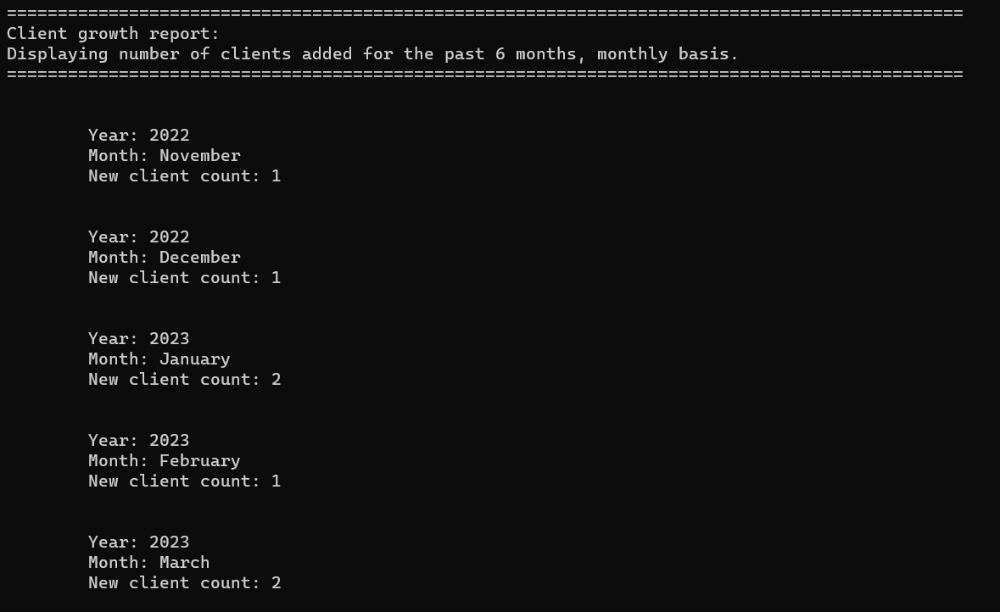 ==============================================================================================
Client growth report:
Displaying number of clients added for the past 6 months, monthly basis.
==============================================================================================
Year: 2022
Month: November
New client count: 1
Year: 2022
Month: December
New client count: 1
Year: 2023
Month: January
New client count: 2
Year: 2023
Month: February
New client count: 1
Year: 2023
Month: March
New client count: 2